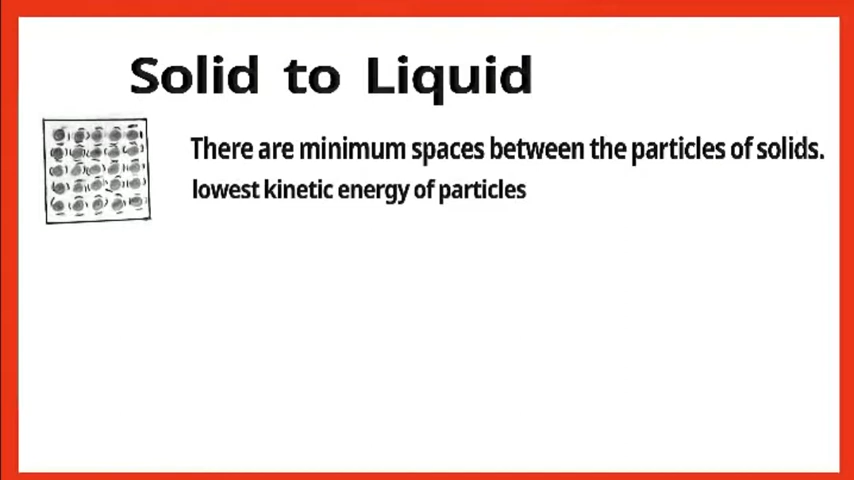 Solid to Liquid
There are minimum spaces between the particles of solids.
lowest kinetic energy of particles